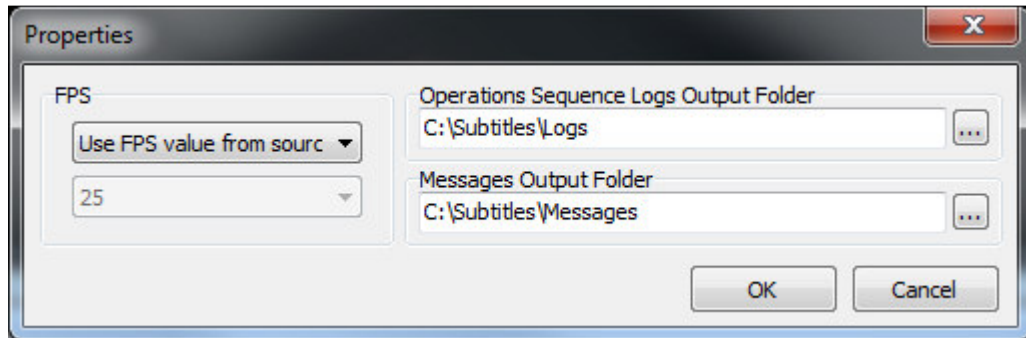 Properties
FPS
Use FPS value from sourc
25
Operations Sequence Logs Output Folder
C:\Subtitles\Logs
...
Messages Output Folder
C:\Subtitles\Messages
...
OK
Cancel